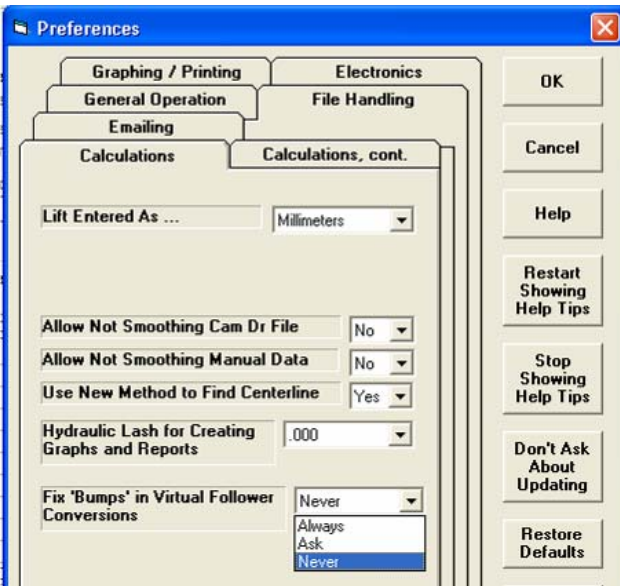 Preferences
Graphing / Printing
Electronics
General Operation
File Handling
Emailing
Calculations
Calculations, cont.
Lift Entered As ...
Millimeters
Allow Not Smoothing Cam Dr File
No
Allow Not Smoothing Manual Data
No
Use New Method to Find Centerline
Yes
Hydraulic Lash for Creating
Graphs and Reports
.000
Fix 'Bumps' in Virtual Follower
Conversions
Never
Always
Ask
Never
OK
Cancel
Help
Restart
Showing
Help Tips
Stop
Showing
Help Tips
Don't Ask
About
Updating
Restore
Defaults